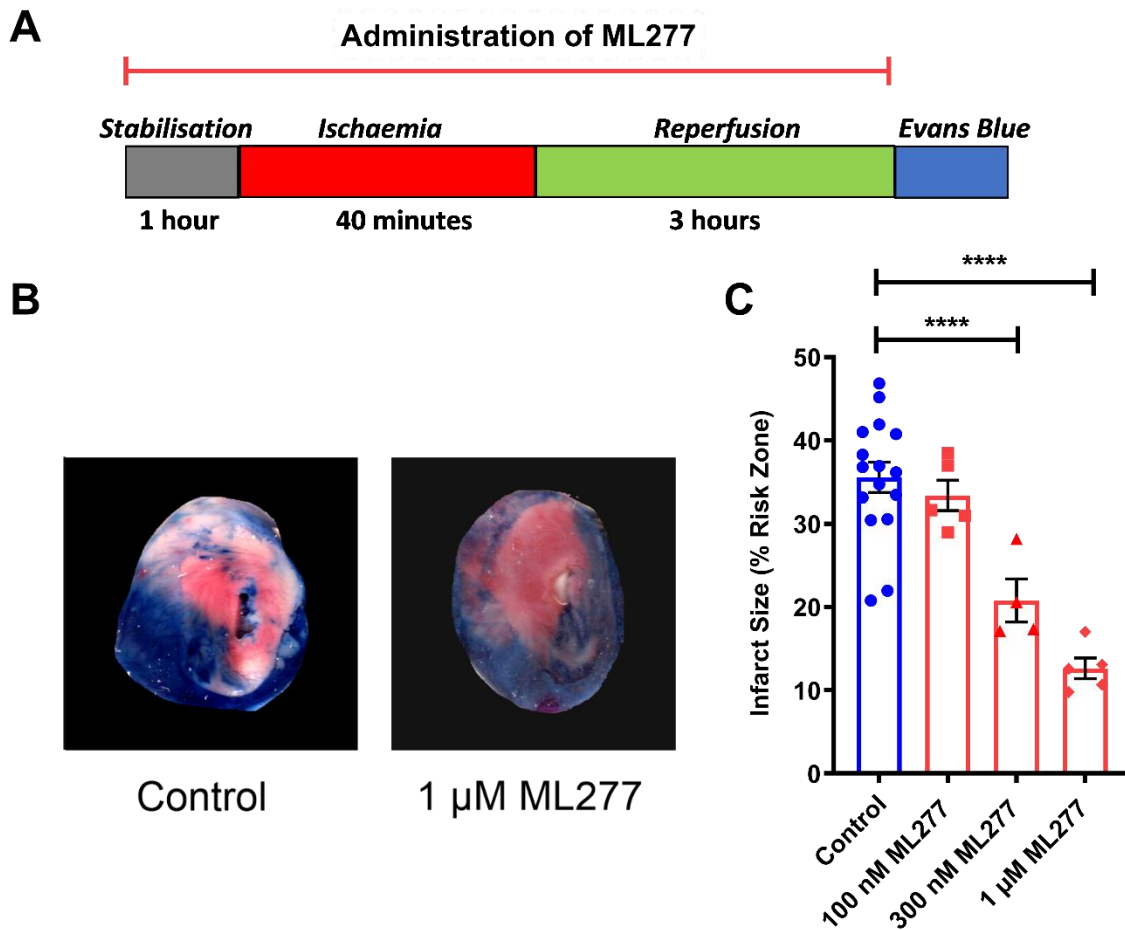 A
Administration of ML277
Stabilisation Ischaemia Reperfusion Evans Blue
1 hour 40 minutes 3 hours
B
Control
1 µM ML277
C
****
****
Infarct Size (% Risk Zone)
50
40
30
20
10
0
Control
100 nM ML277
300 nM ML277
1 µM ML277